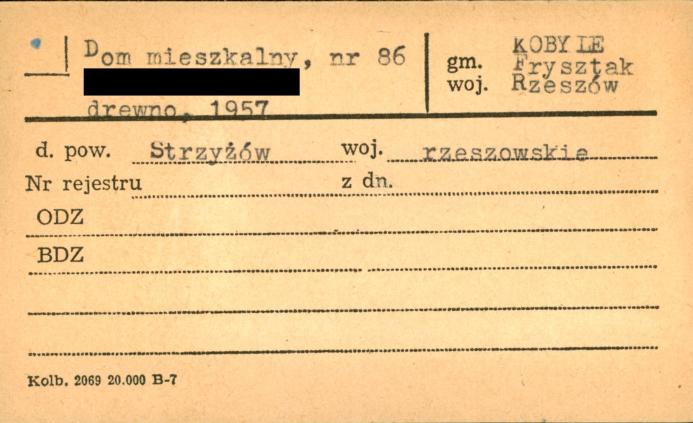 Dom mieszkalny, nr 86
drewno, 1957
KOBYLE
gm. Frysztak
woj. Rzeszów
d. pow. Strzyżów woj. rzeszowskie
Nr rejestru z dn.
ODZ
BDZ
Kolb. 2069 20.000 B-7